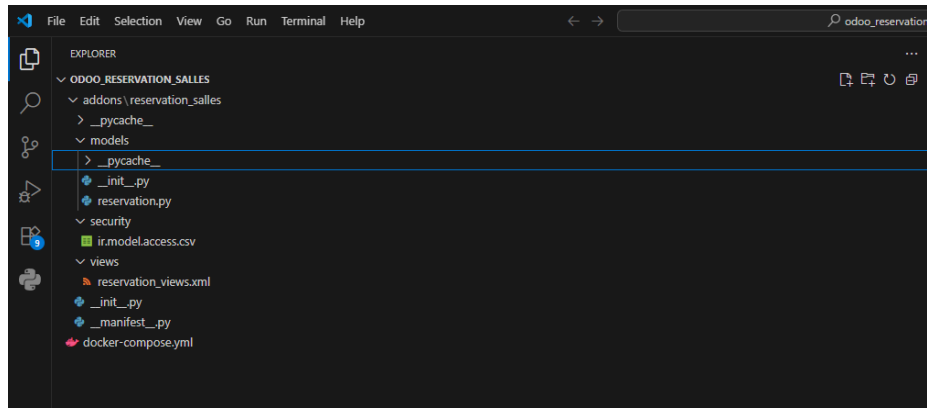 File Edit Selection View Go Run Terminal Help odoo_reservation
EXPLORER
ODOO_RESERVATION_SALLES
addons\reservation_salles
__pycache__
models
__pycache__
__init__.py
reservation.py
security
ir.model.access.csv
views
reservation_views.xml
__init__.py
__manifest__.py
docker-compose.yml
9